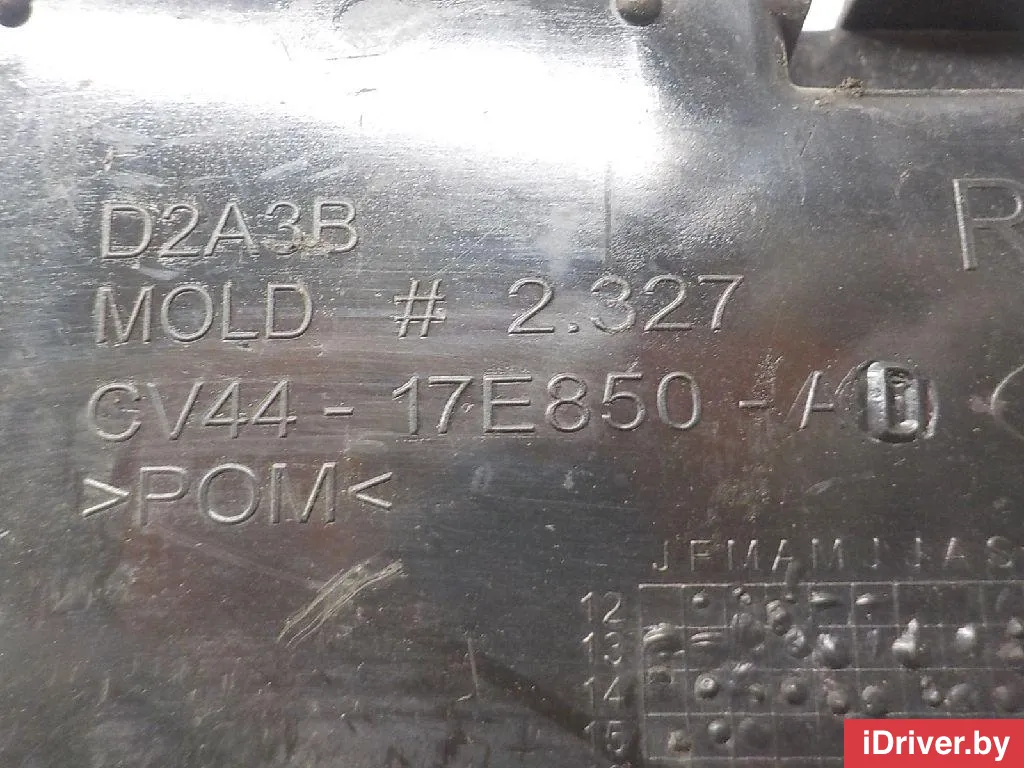 D2A3B
R
MOLD # 2.327
CV44 - 17E850 - A
>POM<
J F M A M J J A S
12
13
14
15
iDriver.by